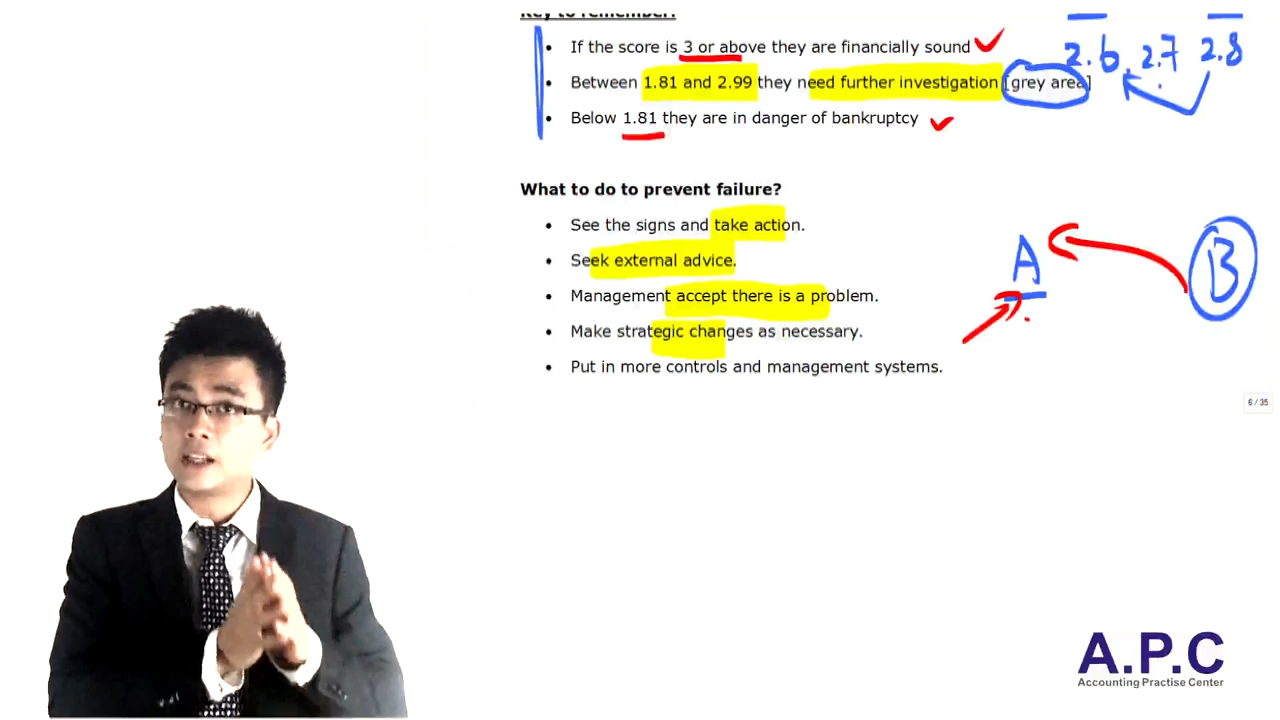 Key to remember:
• If the score is 3 or above they are financially sound
• Between 1.81 and 2.99 they need further investigation [grey area]
• Below 1.81 they are in danger of bankruptcy
2.6 2.7 2.8
What to do to prevent failure?
• See the signs and take action.
• Seek external advice.
• Management accept there is a problem.
• Make strategic changes as necessary.
• Put in more controls and management systems.
A B
6 / 35
A.P.C
Accounting Practise Center